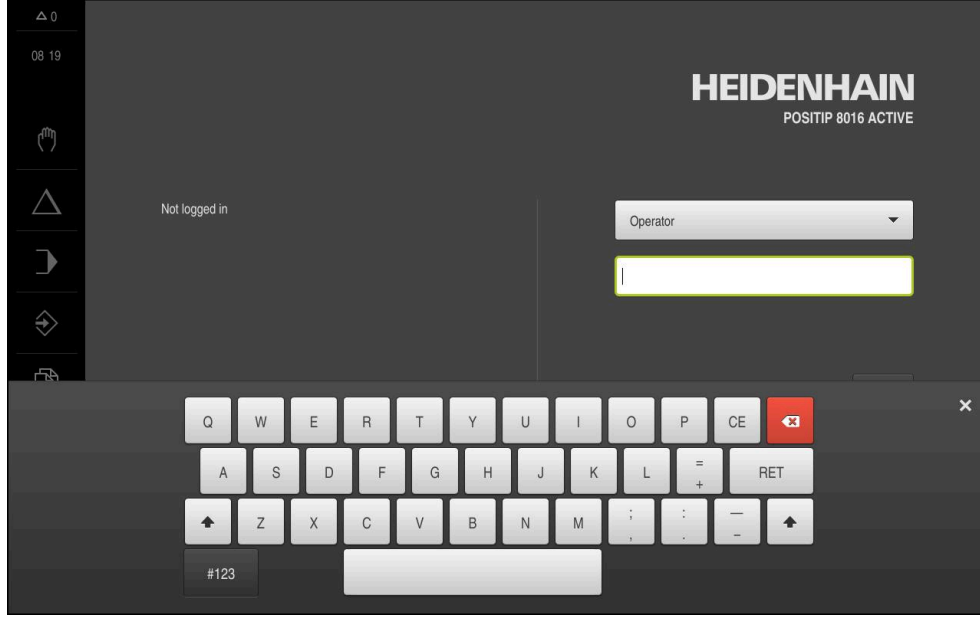 0
08 19
HEIDENHAIN
POSITIP 8016 ACTIVE
Not logged in
Operator
Q W E R T Y U I O P CE
A S D F G H J K L = + RET
Z X C V B N M ; , : . — –
#123